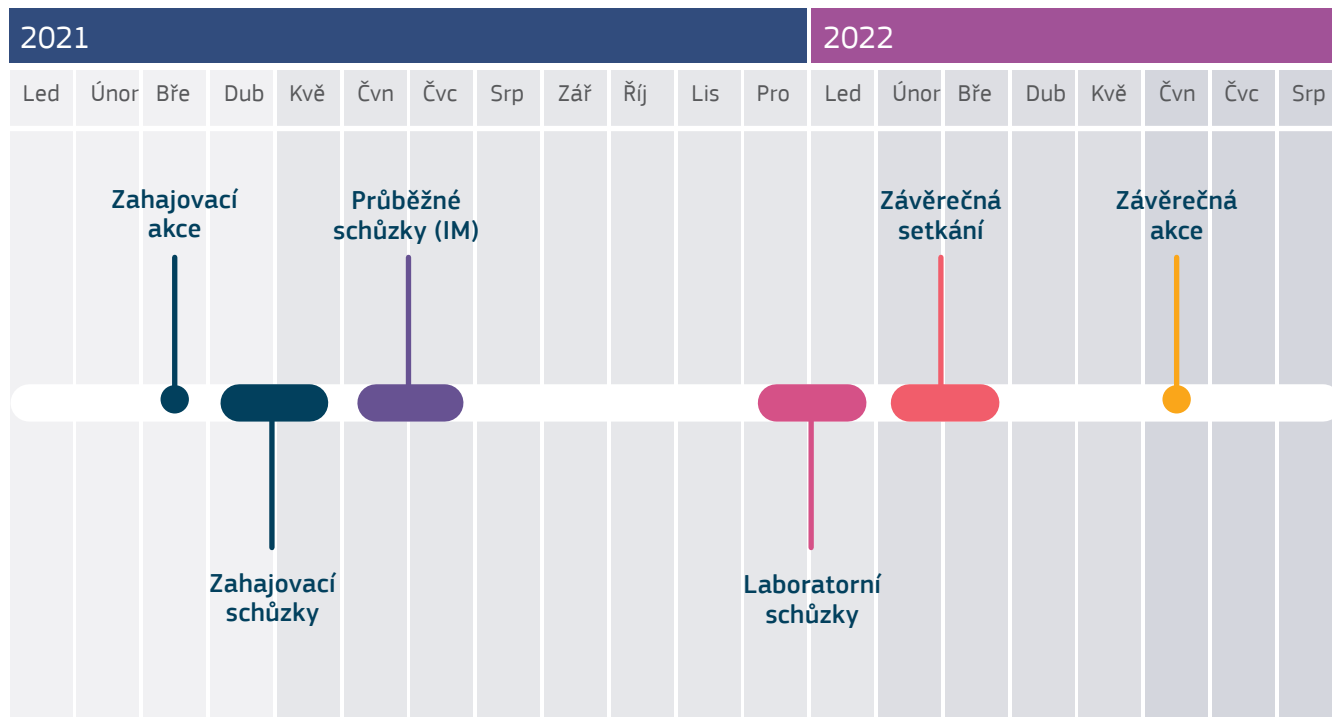 2021
2022
Led Únor Bře Dub Kvě Čvn Čvc Srp Zář Říj Lis Pro Led Únor Bře Dub Kvě Čvn Čvc Srp
Zahajovací
akce
Průběžné
schůzky (IM)
Závěrečná
setkání
Závěrečná
akce
Zahajovací
schůzky
Laboratorní
schůzky